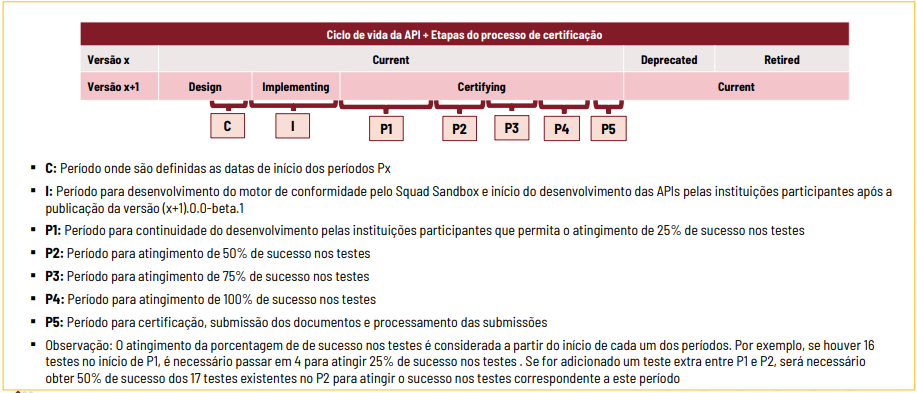 Ciclo de vida da API + Etapas do processo de certificação
Versão x Current Deprecated Retired
Versão x+1 Design Implementing Certifying Current
C I P1 P2 P3 P4 P5
▪ C: Período onde são definidas as datas de início dos períodos Px
▪ I: Período para desenvolvimento do motor de conformidade pelo Squad Sandbox e início do desenvolvimento das APIs pelas instituições participantes após a
publicação da versão (x+1).0.0-beta.1
▪ P1: Período para continuidade do desenvolvimento pelas instituições participantes que permita o atingimento de 25% de sucesso nos testes
▪ P2: Período para atingimento de 50% de sucesso nos testes
▪ P3: Período para atingimento de 75% de sucesso nos testes
▪ P4: Período para atingimento de 100% de sucesso nos testes
▪ P5: Período para certificação, submissão dos documentos e processamento das submissões
▪ Observação: O atingimento da porcentagem de de sucesso nos testes é considerada a partir do início de cada um dos períodos. Por exemplo, se houver 16
testes no início de P1, é necessário passar em 4 para atingir 25% de sucesso nos testes . Se for adicionado um teste extra entre P1 e P2, será necessário
obter 50% de sucesso dos 17 testes existentes no P2 para atingir o sucesso nos testes correspondente a este período